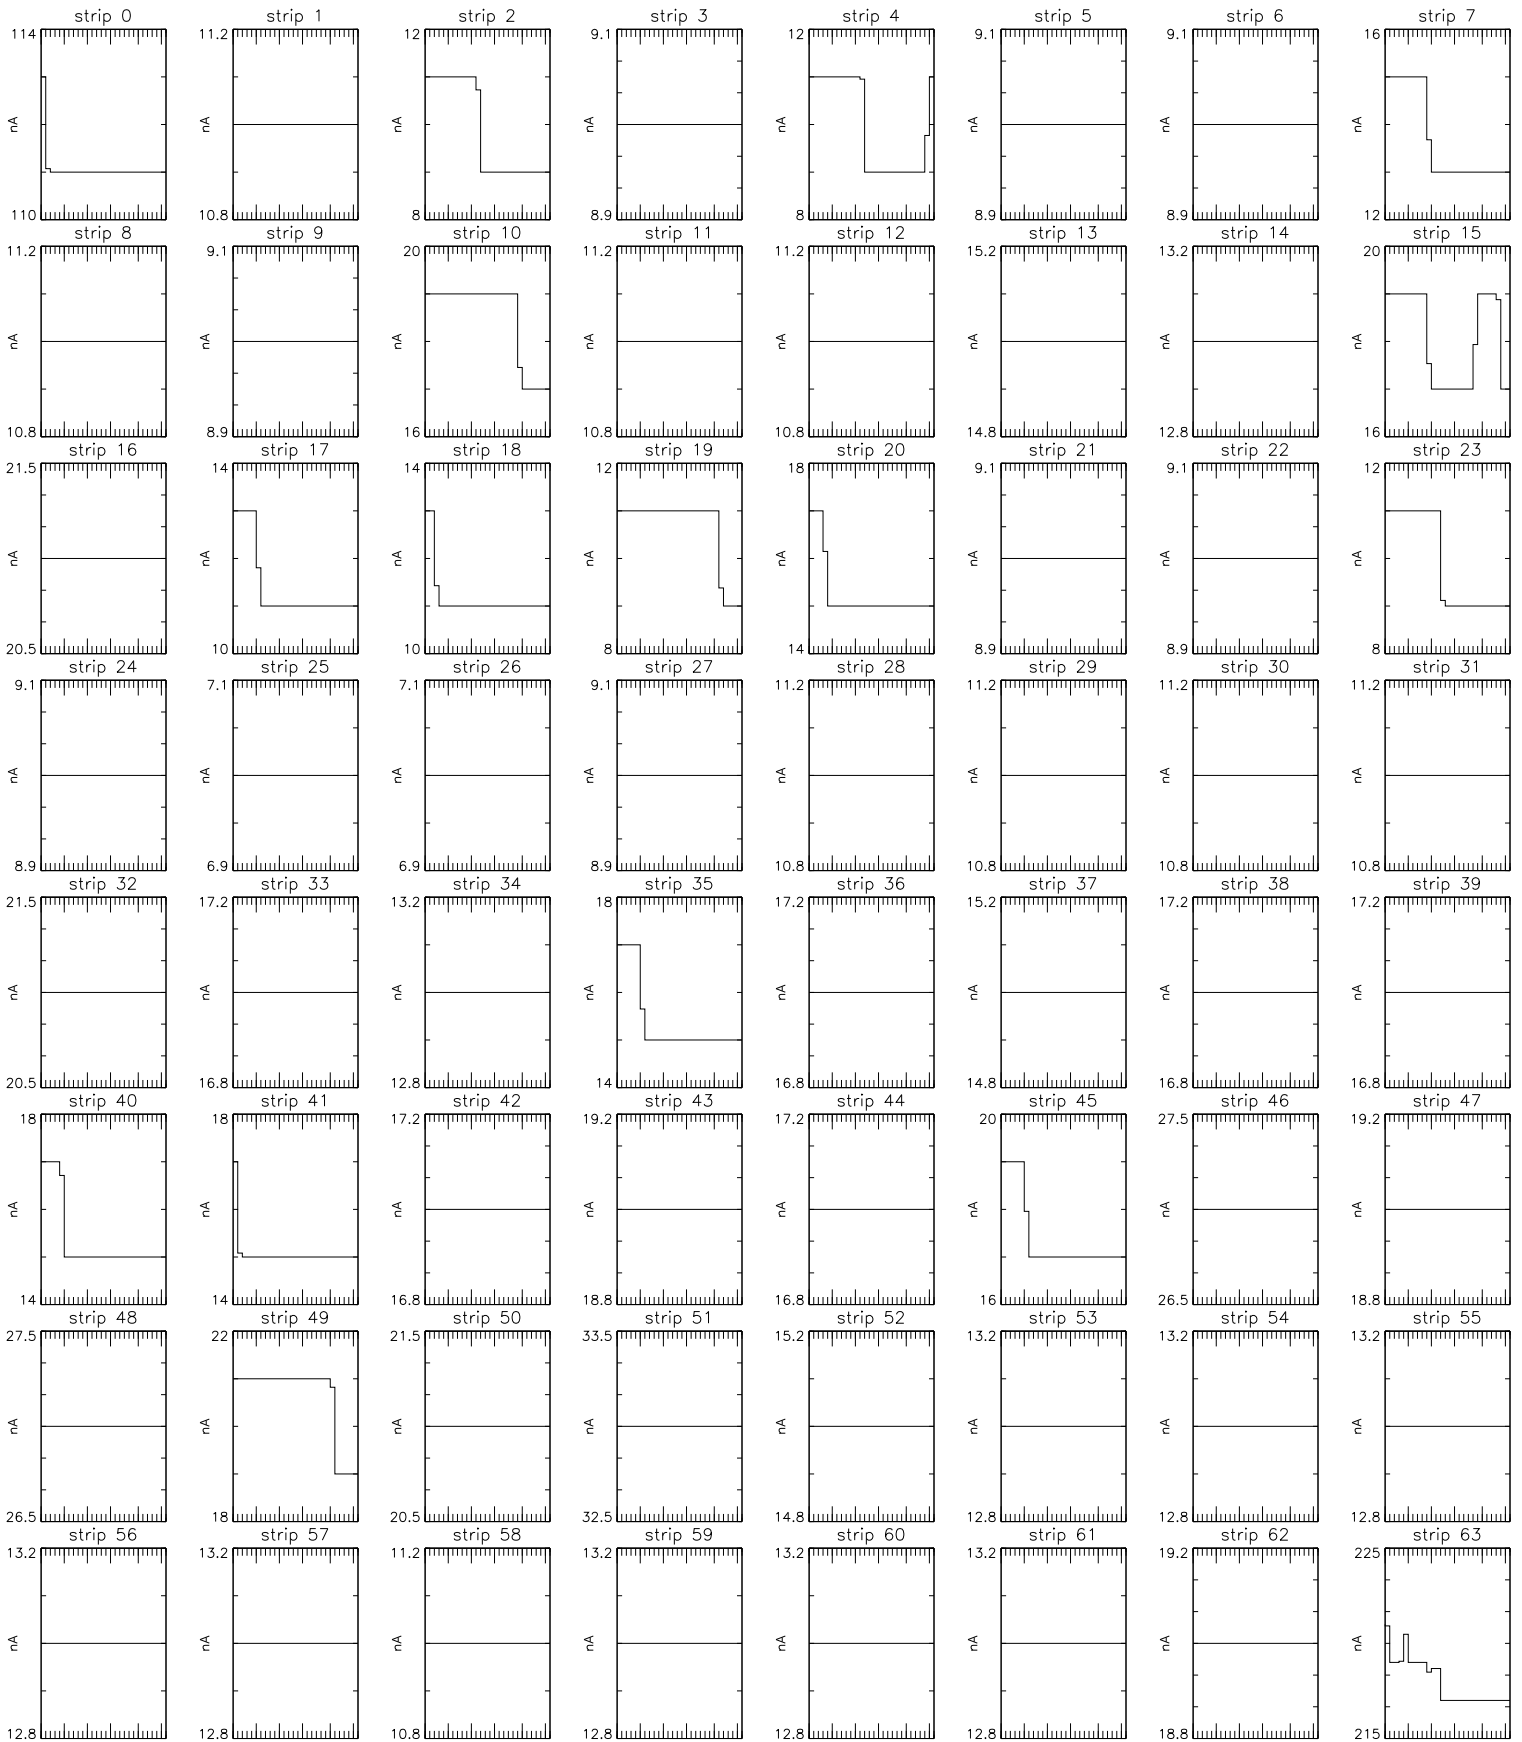 strip 0 strip 1 strip 2 strip 3 strip 4 strip 5 strip 6 strip 7
114 11.2 12 9.1 12 9.1 9.1 16
nA nA nA nA nA nA nA nA
110 10.8 8 8.9 8 8.9 8.9 12
strip 8 strip 9 strip 10 strip 11 strip 12 strip 13 strip 14 strip 15
11.2 9.1 20 11.2 11.2 15.2 13.2 20
nA nA nA nA nA nA nA nA
10.8 8.9 16 10.8 10.8 14.8 12.8 16
strip 16 strip 17 strip 18 strip 19 strip 20 strip 21 strip 22 strip 23
21.5 14 14 12 18 9.1 9.1 12
nA nA nA nA nA nA nA nA
20.5 10 10 8 14 8.9 8.9 8
strip 24 strip 25 strip 26 strip 27 strip 28 strip 29 strip 30 strip 31
9.1 7.1 7.1 9.1 11.2 11.2 11.2 11.2
nA nA nA nA nA nA nA nA
8.9 6.9 6.9 8.9 10.8 10.8 10.8 10.8
strip 32 strip 33 strip 34 strip 35 strip 36 strip 37 strip 38 strip 39
21.5 17.2 13.2 18 17.2 15.2 17.2 17.2
nA nA nA nA nA nA nA nA
20.5 16.8 12.8 14 16.8 14.8 16.8 16.8
strip 40 strip 41 strip 42 strip 43 strip 44 strip 45 strip 46 strip 47
18 18 17.2 19.2 17.2 20 27.5 19.2
nA nA nA nA nA nA nA nA
14 14 16.8 18.8 16.8 16 26.5 18.8
strip 48 strip 49 strip 50 strip 51 strip 52 strip 53 strip 54 strip 55
27.5 22 21.5 33.5 15.2 13.2 13.2 13.2
nA nA nA nA nA nA nA nA
26.5 18 20.5 32.5 14.8 12.8 12.8 12.8
strip 56 strip 57 strip 58 strip 59 strip 60 strip 61 strip 62 strip 63
13.2 13.2 11.2 13.2 13.2 13.2 19.2 225
nA nA nA nA nA nA nA nA
12.8 12.8 10.8 12.8 12.8 12.8 18.8 215